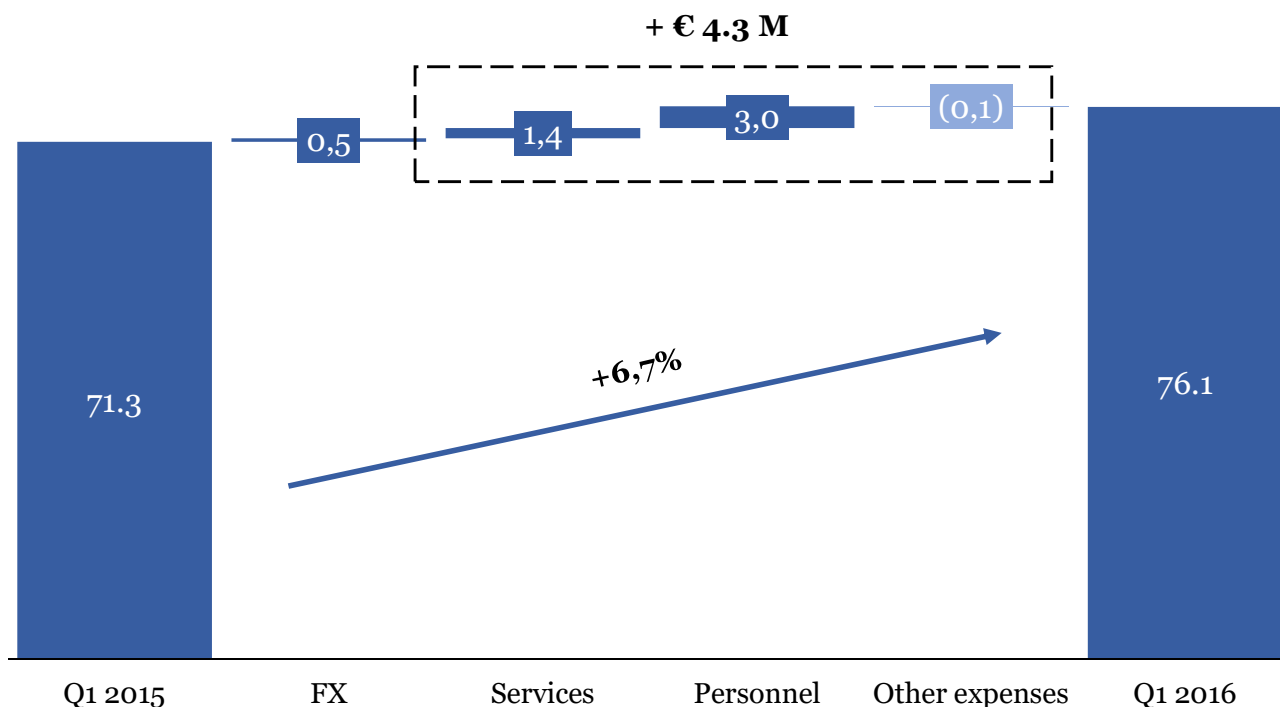 + € 4.3 M
0,5
1,4
3,0
(0,1)
+6,7%
71.3
76.1
Q1 2015
FX
Services
Personnel
Other expenses
Q1 2016